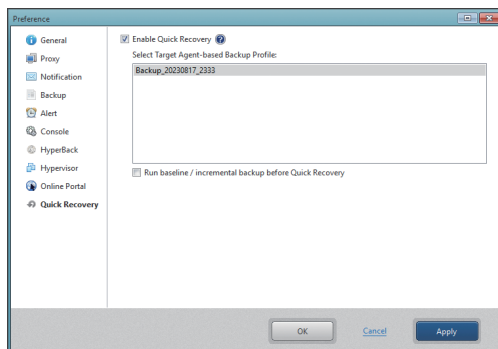 Preference
General
Proxy
Notification
Backup
Alert
Console
HyperBack
Hypervisor
Online Portal
Quick Recovery
Enable Quick Recovery ?
Select Target Agent-based Backup Profile:
Backup_20230817_2333
Run baseline / incremental backup before Quick Recovery
OK
Cancel
Apply